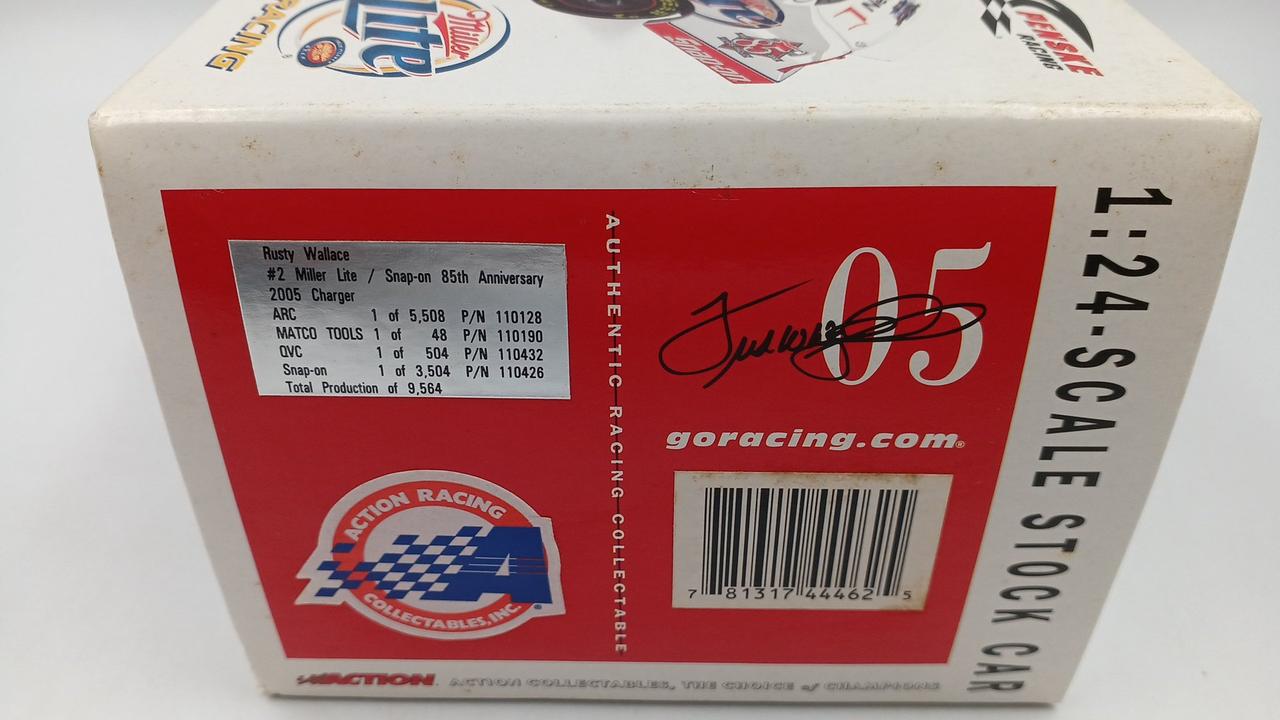 RACING
Miller
Lite
PENSKE
RACING
Rusty Wallace
#2 Miller Lite / Snap-on 85th Anniversary
2005 Charger
ARC 1 of 5,508 P/N 110128
MATCO TOOLS 1 of 48 P/N 110190
QVC 1 of 504 P/N 110432
Snap-on 1 of 3,504 P/N 110426
Total Production of 9,564
AUTHENTIC RACING COLLECTABLE
05
goracing.com®
7 81317 44462 5
ACTION RACING
COLLECTABLES, INC.®
1:24-SCALE STOCK CAR
ACTION. ACTION COLLECTABLES, THE CHOICE of CHAMPIONS